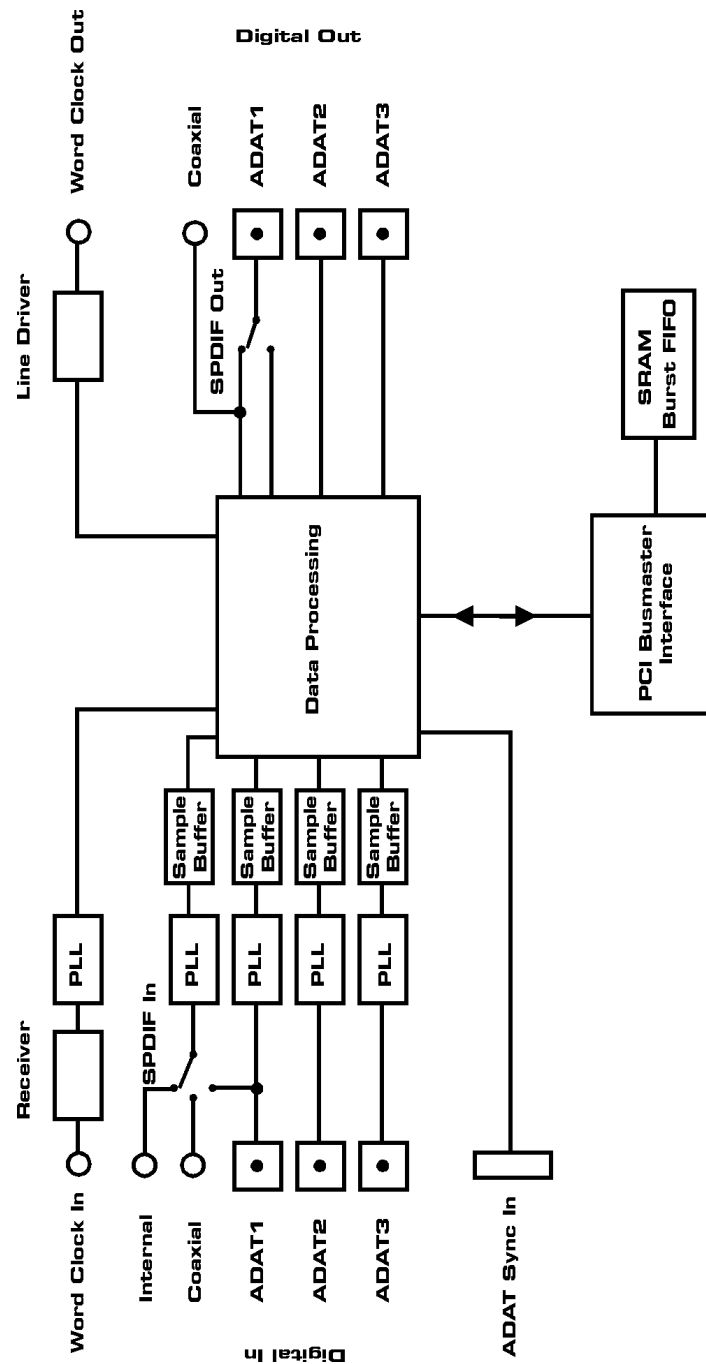 Digital Out
Word Clock Out
Coaxial
ADAT1
ADAT2
ADAT3
Line Driver
SPDIF Out
SRAM
Burst FIFO
Data Processing
PCI Busmaster
Interface
Sample
Buffer
Sample
Buffer
Sample
Buffer
Sample
Buffer
PLL
PLL
PLL
PLL
PLL
Receiver
SPDIF In
Word Clock In
Internal
Coaxial
ADAT1
ADAT2
ADAT3
ADAT Sync In
Digital In